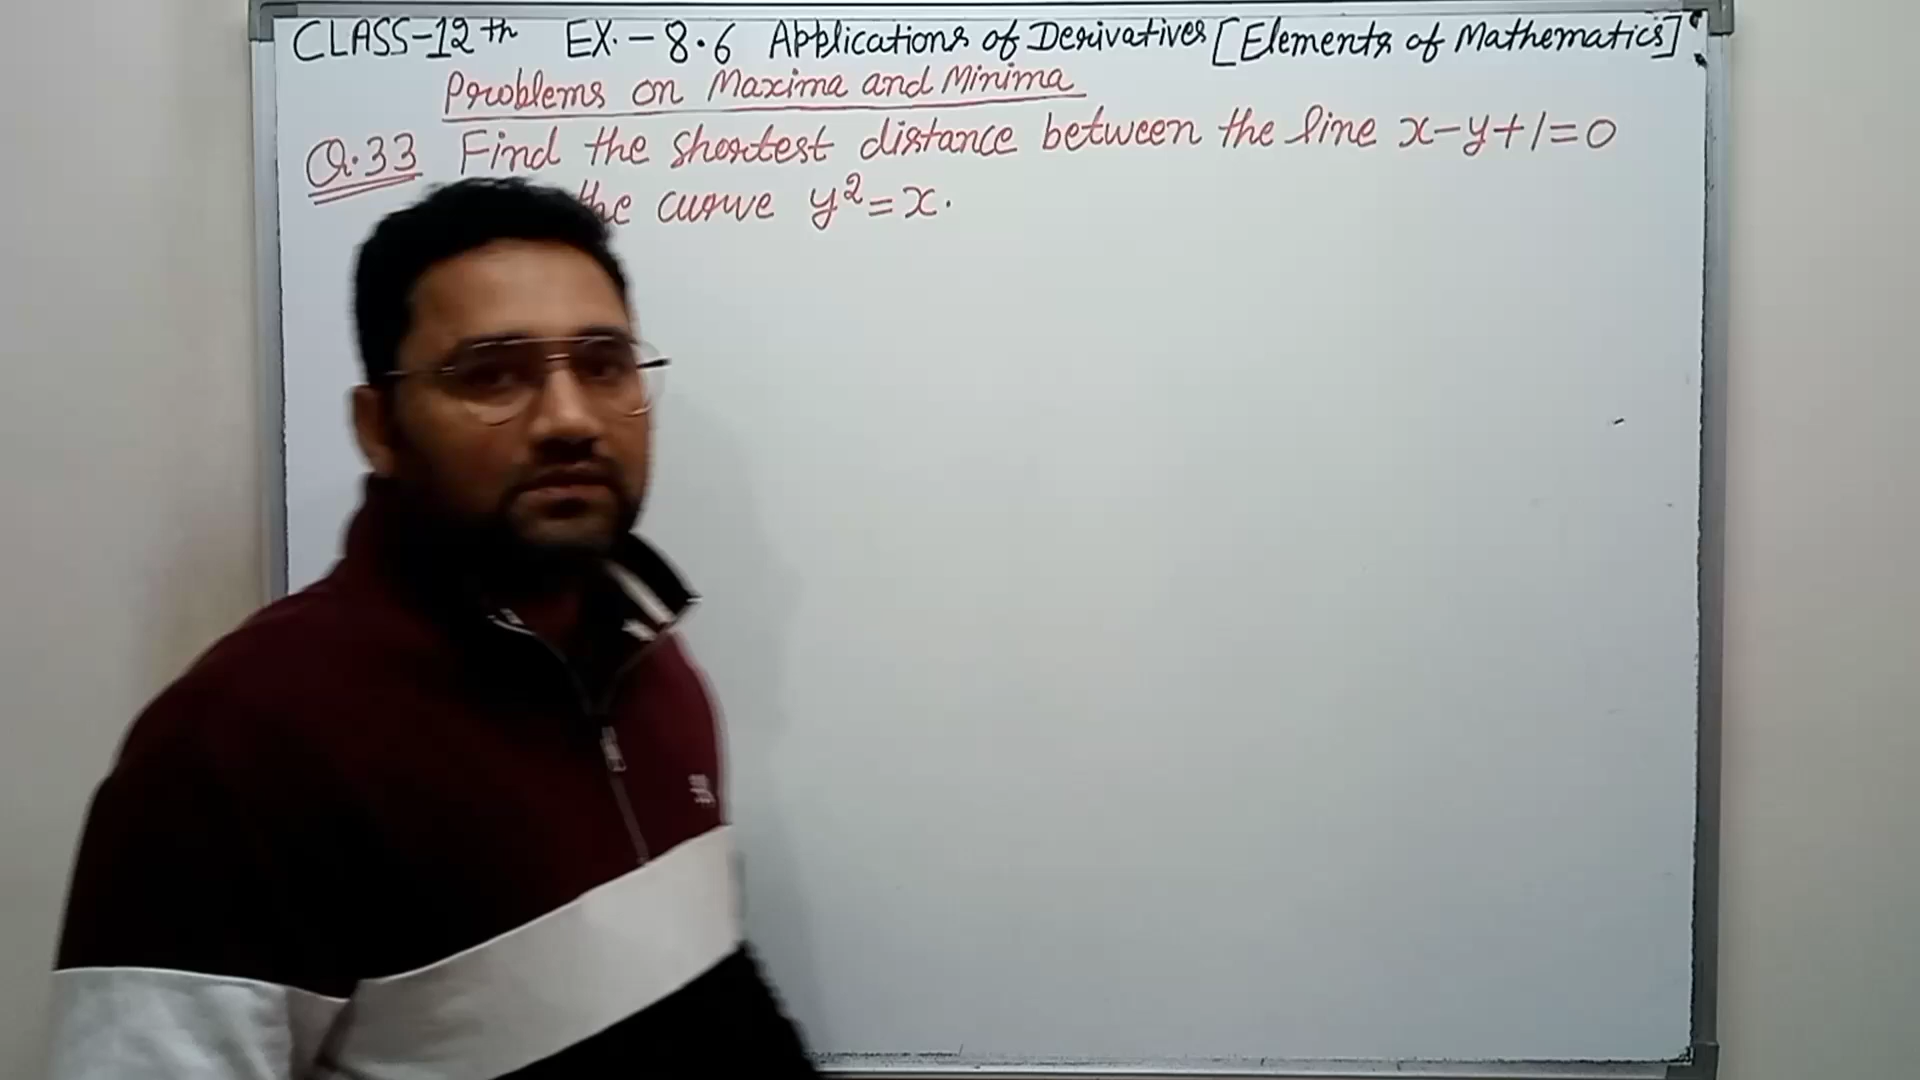 CLASS-12th EX.-8.6 Applications of Derivatives [Elements of Mathematics]
Problems on Maxima and Minima
Q.33 Find the shortest distance between the line x-y+1=0
the curve y²=x.